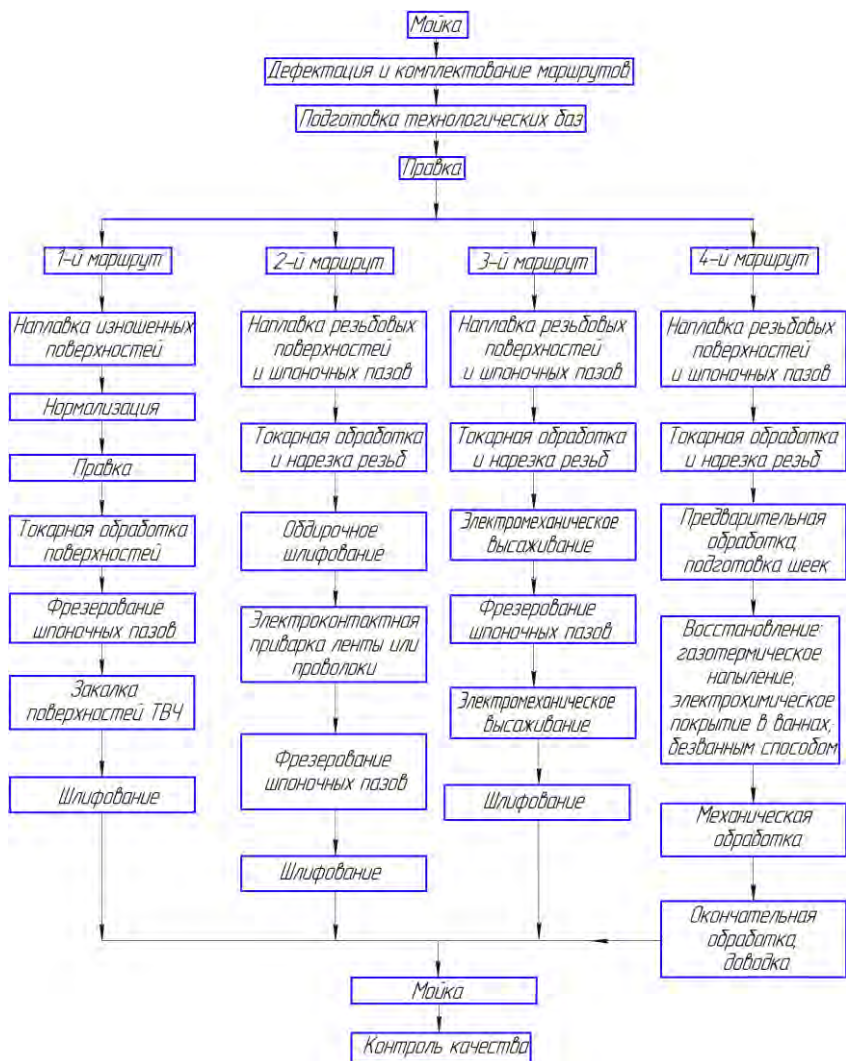 Мойка
Дефектация и комплектование маршрутов
Подготовка технологических баз
Правка
1-й маршрут
Наплавка изношенных
поверхностей
Нормализация
Правка
Токарная обработка
поверхностей
Фрезерование
шпоночных пазов
Закалка
поверхностей ТВЧ
Шлифование
2-й маршрут
Наплавка резьбовых
поверхностей
и шпоночных пазов
Токарная обработка
и нарезка резьб
Обдирочное
шлифование
Электроконтактная
приварка ленты или
проволоки
Фрезерование
шпоночных пазов
Шлифование
3-й маршрут
Наплавка резьбовых
поверхностей
и шпоночных пазов
Токарная обработка
и нарезка резьб
Электромеханическое
высаживание
Фрезерование
шпоночных пазов
Электромеханическое
высаживание
Шлифование
4-й маршрут
Наплавка резьбовых
поверхностей
и шпоночных пазов
Токарная обработка
и нарезка резьб
Предварительная
обработка,
подготовка шеек
Восстановление:
газотермическое
напыление,
электрохимическое
покрытие в ваннах,
безванным способом
Механическая
обработка
Окончательная
обработка,
доводка
Мойка
Контроль качества